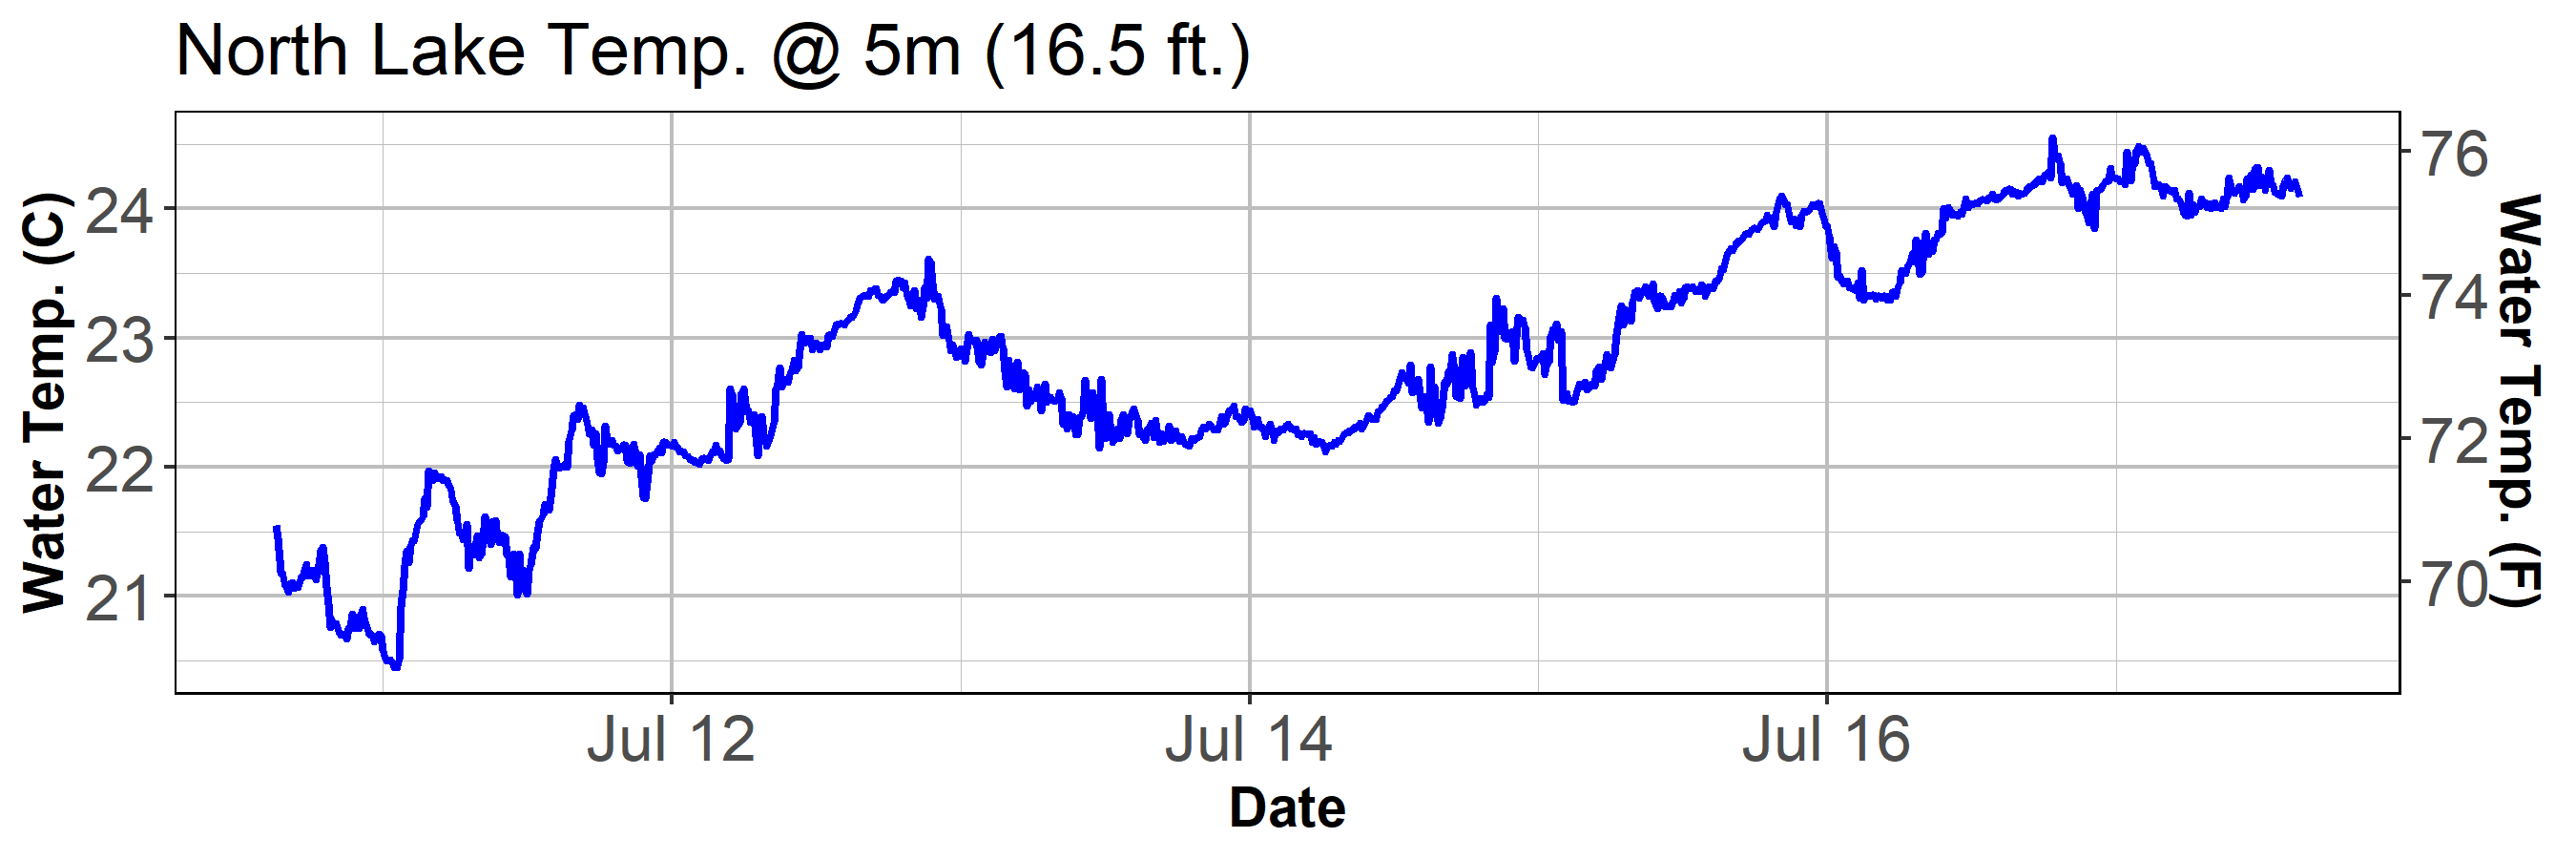 North Lake Temp. @ 5m (16.5 ft.)
Water Temp. (C)
24
23
22
21
76
74
72
70
Water Temp. (F)
Jul 12
Jul 14
Jul 16
Date